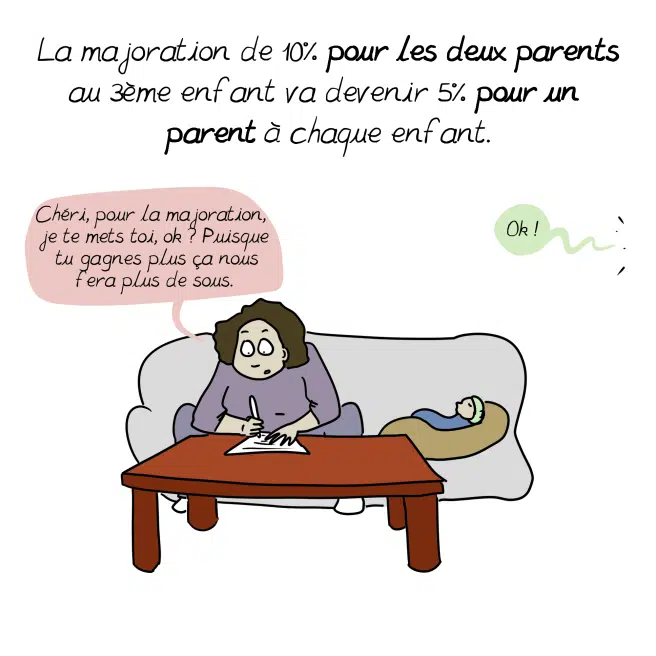 La majoration de 10% pour les deux parents
au 3ème enfant va devenir 5% pour un
parent à chaque enfant.
Chéri, pour la majoration,
je te mets toi, ok ? Puisque
tu gagnes plus ça nous
fera plus de sous.
Ok !